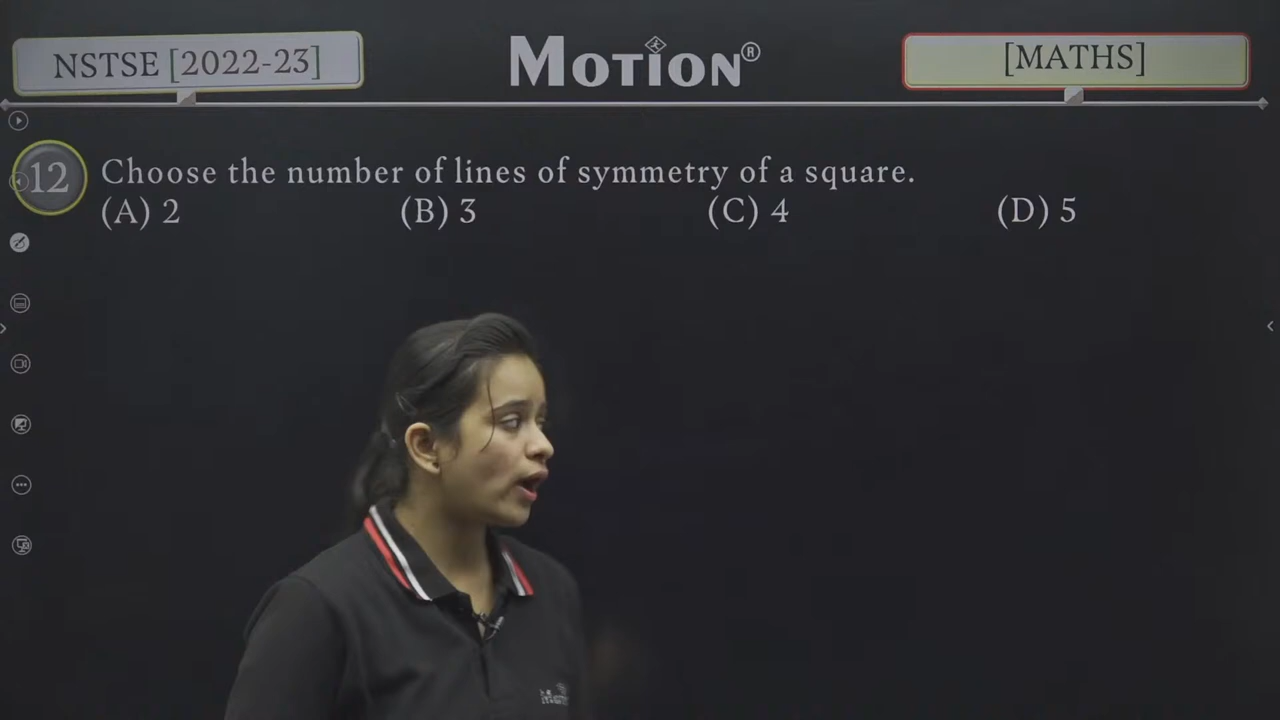 NSTSE [2022-23]
MOTION®
[MATHS]
12
Choose the number of lines of symmetry of a square.
(A) 2 (B) 3 (C) 4 (D) 5